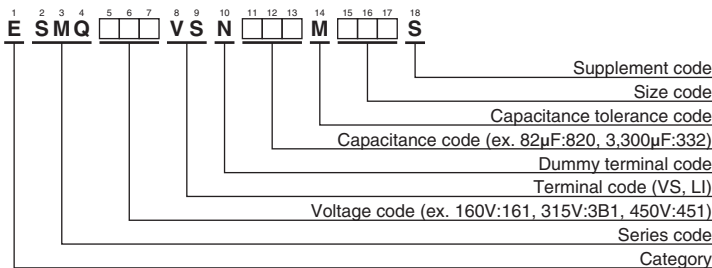 1 2 3 4 5 6 7 8 9 10 11 12 13 14 15 16 17 18
E SMQ VS N M S
Supplement code
Size code
Capacitance tolerance code
Capacitance code (ex. 82µF:820, 3,300µF:332)
Dummy terminal code
Terminal code (VS, LI)
Voltage code (ex. 160V:161, 315V:3B1, 450V:451)
Series code
Category